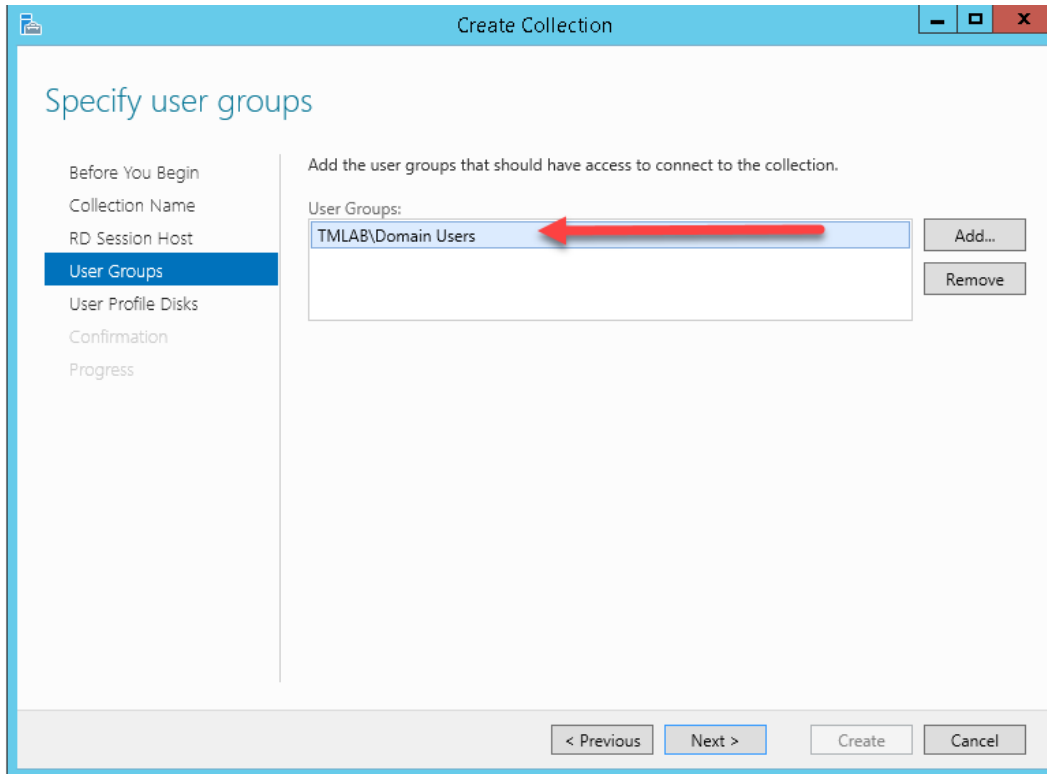 Create Collection
Specify user groups
Before You Begin
Collection Name
RD Session Host
User Groups
User Profile Disks
Confirmation
Progress
Add the user groups that should have access to connect to the collection.
User Groups:
TMLAB\Domain Users
Add...
Remove
< Previous
Next >
Create
Cancel